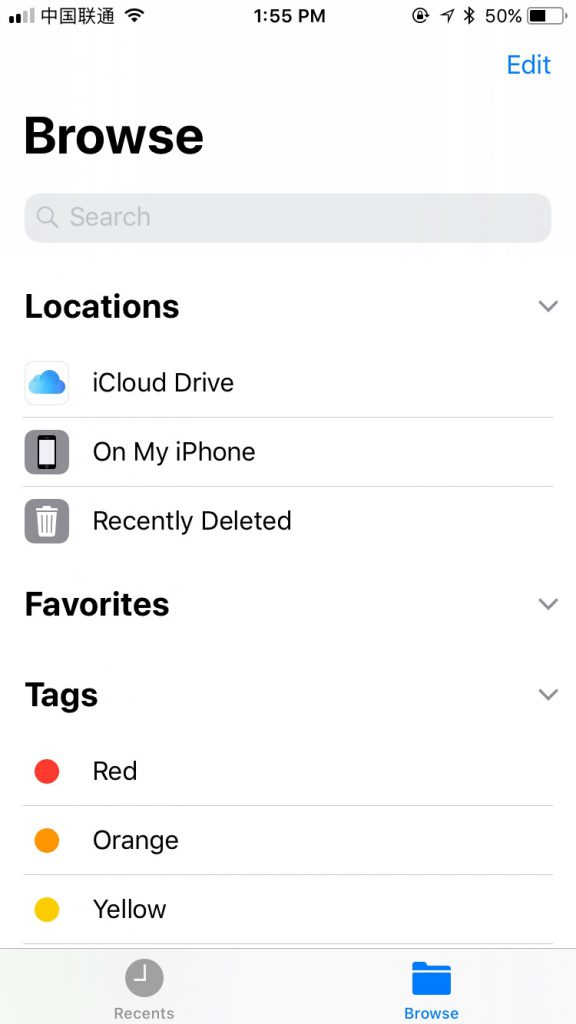 中国联通 1:55 PM 50%
Edit
Browse
Search
Locations
iCloud Drive
On My iPhone
Recently Deleted
Favorites
Tags
Red
Orange
Yellow
Recents Browse